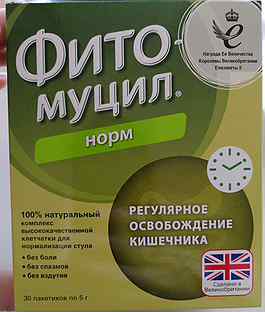 Награда Ее Величества
Королевы Великобритании
Елизаветы II
Фито-
муцил®
норм
100% натуральный
комплекс
высококачественной
клетчатки для
нормализации стула
• без боли
• без спазмов
• без вздутия
РЕГУЛЯРНОЕ
ОСВОБОЖДЕНИЕ
КИШЕЧНИКА
Сделано в
Великобритании
30 пакетиков по 5 г